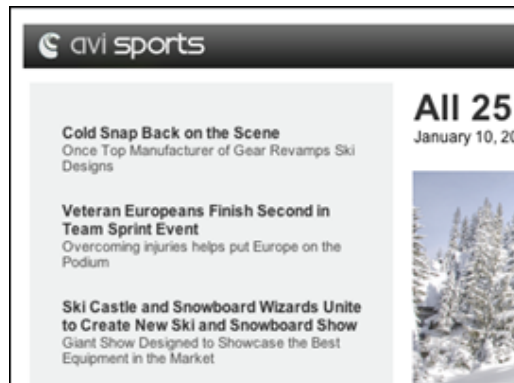 avi sports
Cold Snap Back on the Scene
Once Top Manufacturer of Gear Revamps Ski
Designs
Veteran Europeans Finish Second in
Team Sprint Event
Overcoming injuries helps put Europe on the
Podium
Ski Castle and Snowboard Wizards Unite
to Create New Ski and Snowboard Show
Giant Show Designed to Showcase the Best
Equipment in the Market
All 25
January 10, 20